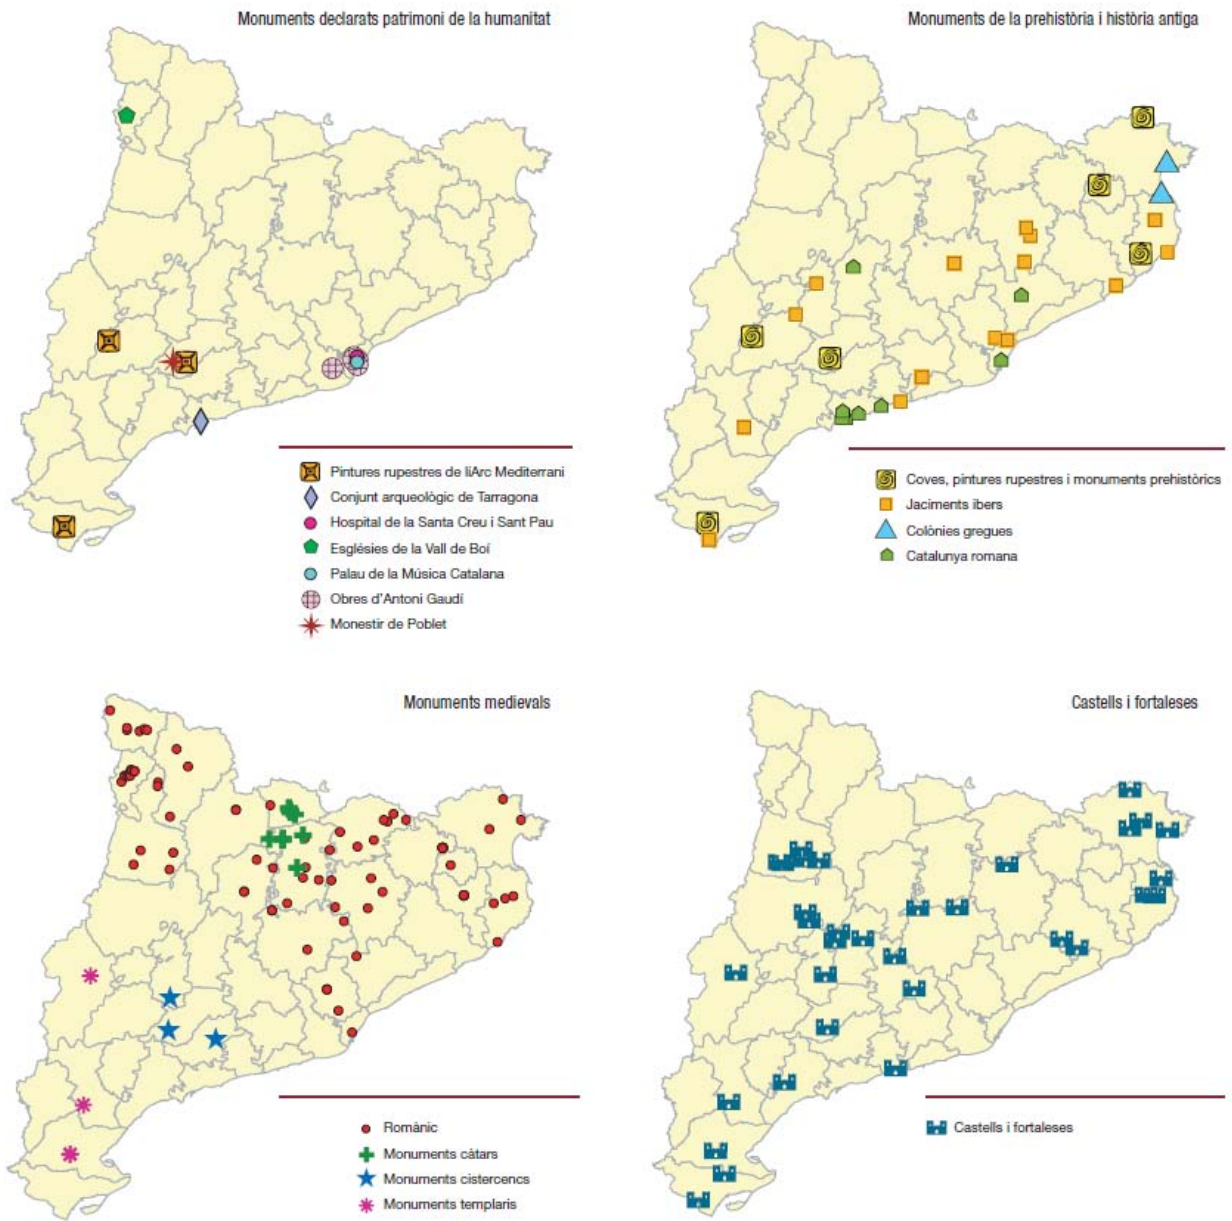 Monuments declarats patrimoni de la humanitat
Pintures rupestres de liArc Mediterrani
Conjunt arqueològic de Tarragona
Hospital de la Santa Creu i Sant Pau
Esglésies de la Vall de Boí
Palau de la Música Catalana
Obres d'Antoni Gaudí
Monestir de Poblet
Monuments de la prehistòria i història antiga
Coves, pintures rupestres i monuments prehistòrics
Jaciments ibers
Colònies gregues
Catalunya romana
Monuments medievals
Romànic
Monuments càtars
Monuments cistercencs
Monuments templaris
Castells i fortaleses
Castells i fortaleses